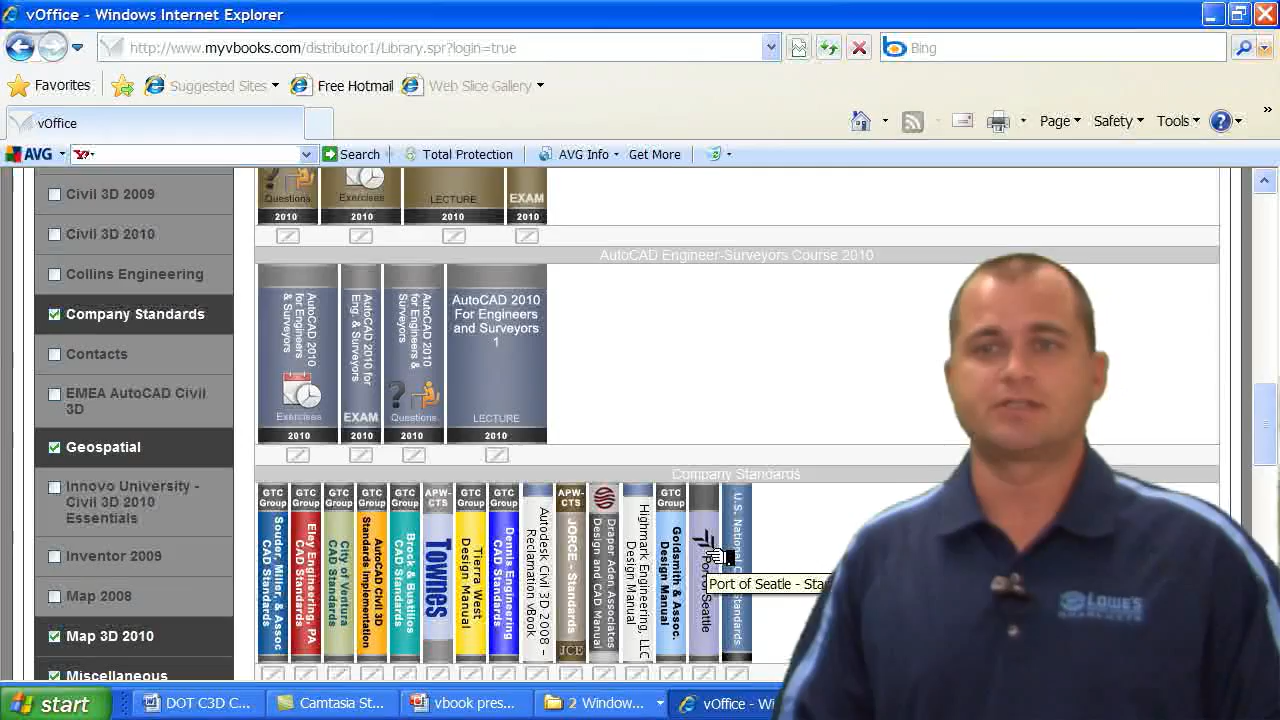 vOffice - Windows Internet Explorer
http://www.myvbooks.com/distributor1/Library.spr?login=true
Bing
Favorites
Suggested Sites
Free Hotmail
Web Slice Gallery
vOffice
Page
Safety
Tools
AVG
Search
Total Protection
AVG Info
Get More
Civil 3D 2009
Civil 3D 2010
Collins Engineering
Company Standards
Contacts
EMEA AutoCAD Civil
3D
Geospatial
Innovo University -
Civil 3D 2010
Essentials
Inventor 2009
Map 2008
Map 3D 2010
Miscellaneous
Questions
2010
Exercises
2010
LECTURE
2010
EXAM
2010
AutoCAD Engineer-Surveyors Course 2010
AutoCAD 2010
for Engineers
& Surveyors
Exercises
2010
AutoCAD 2010 for
Eng. & Surveyors
EXAM
2010
AutoCAD 2010
for Engineers &
Surveyors
Questions
2010
AutoCAD 2010
For Engineers
and Surveyors
1
LECTURE
2010
Company Standards
GTC
Group
Souder, Miller, & Assoc
CAD Standards
GTC
Group
Elay Engineering, PA
CAD Standards
GTC
Group
City of Ventura
CAD Standards
GTC
Group
AutoCAD Civil 3D
Standards Implementation
GTC
Group
Brock & Bustillos
CAD Standards
APW-
CTS
Townes
GTC
Group
Tierra West
Design Manual
GTC
Group
Dennis Engineering
CAD Standards
Autodesk Civil 3D 2008 –
Reclamation vBook
APW-
CTS
JORCE - Standards
JCE
Draper Aden Associates
Design and CAD Manual
Highmark Engineering, LLC
Design Manual
GTC
Group
Goldsmith & Assoc.
Design Manual
Port of Seattle
U.S. National
Standards
Port of Seatle - Sta
LOWE'S
start
DOT C3D C...
Camtasia St...
vbook pres...
2 Window...
vOffice - Wi